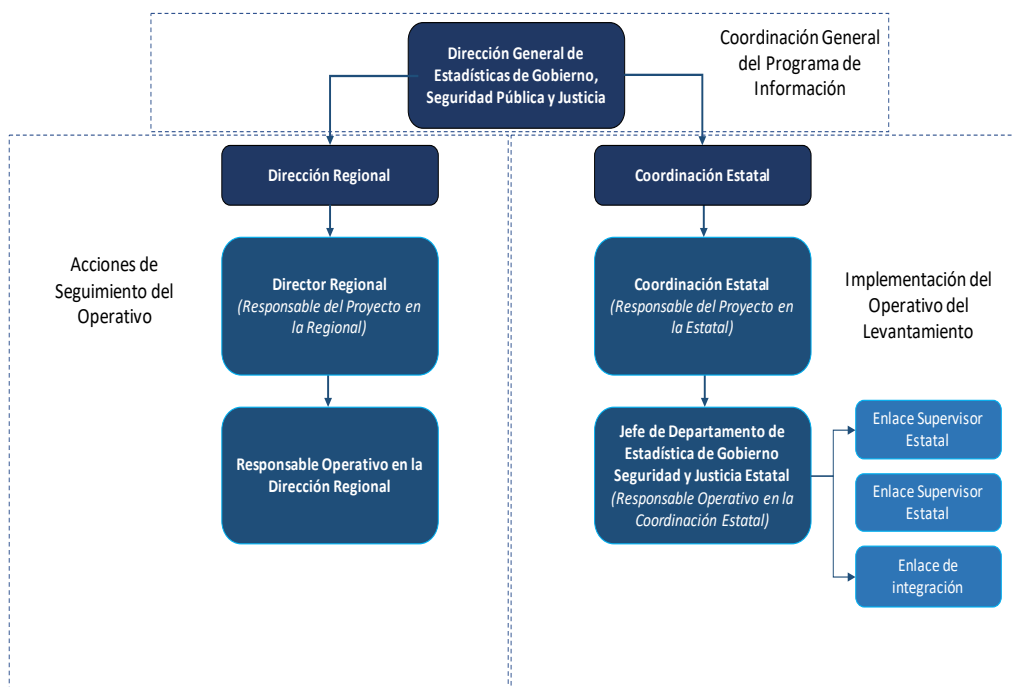 Dirección General de
Estadísticas de Gobierno,
Seguridad Pública y Justicia
Coordinación General
del Programa de
Información
Dirección Regional
Coordinación Estatal
Acciones de
Seguimiento del
Operativo
Director Regional
(Responsable del Proyecto en
la Regional)
Coordinación Estatal
(Responsable del Proyecto en
la Estatal)
Implementación del
Operativo del
Levantamiento
Responsable Operativo en la
Dirección Regional
Jefe de Departamento de
Estadística de Gobierno
Seguridad y Justicia Estatal
(Responsable Operativo en la
Coordinación Estatal)
Enlace Supervisor
Estatal
Enlace Supervisor
Estatal
Enlace de
integración